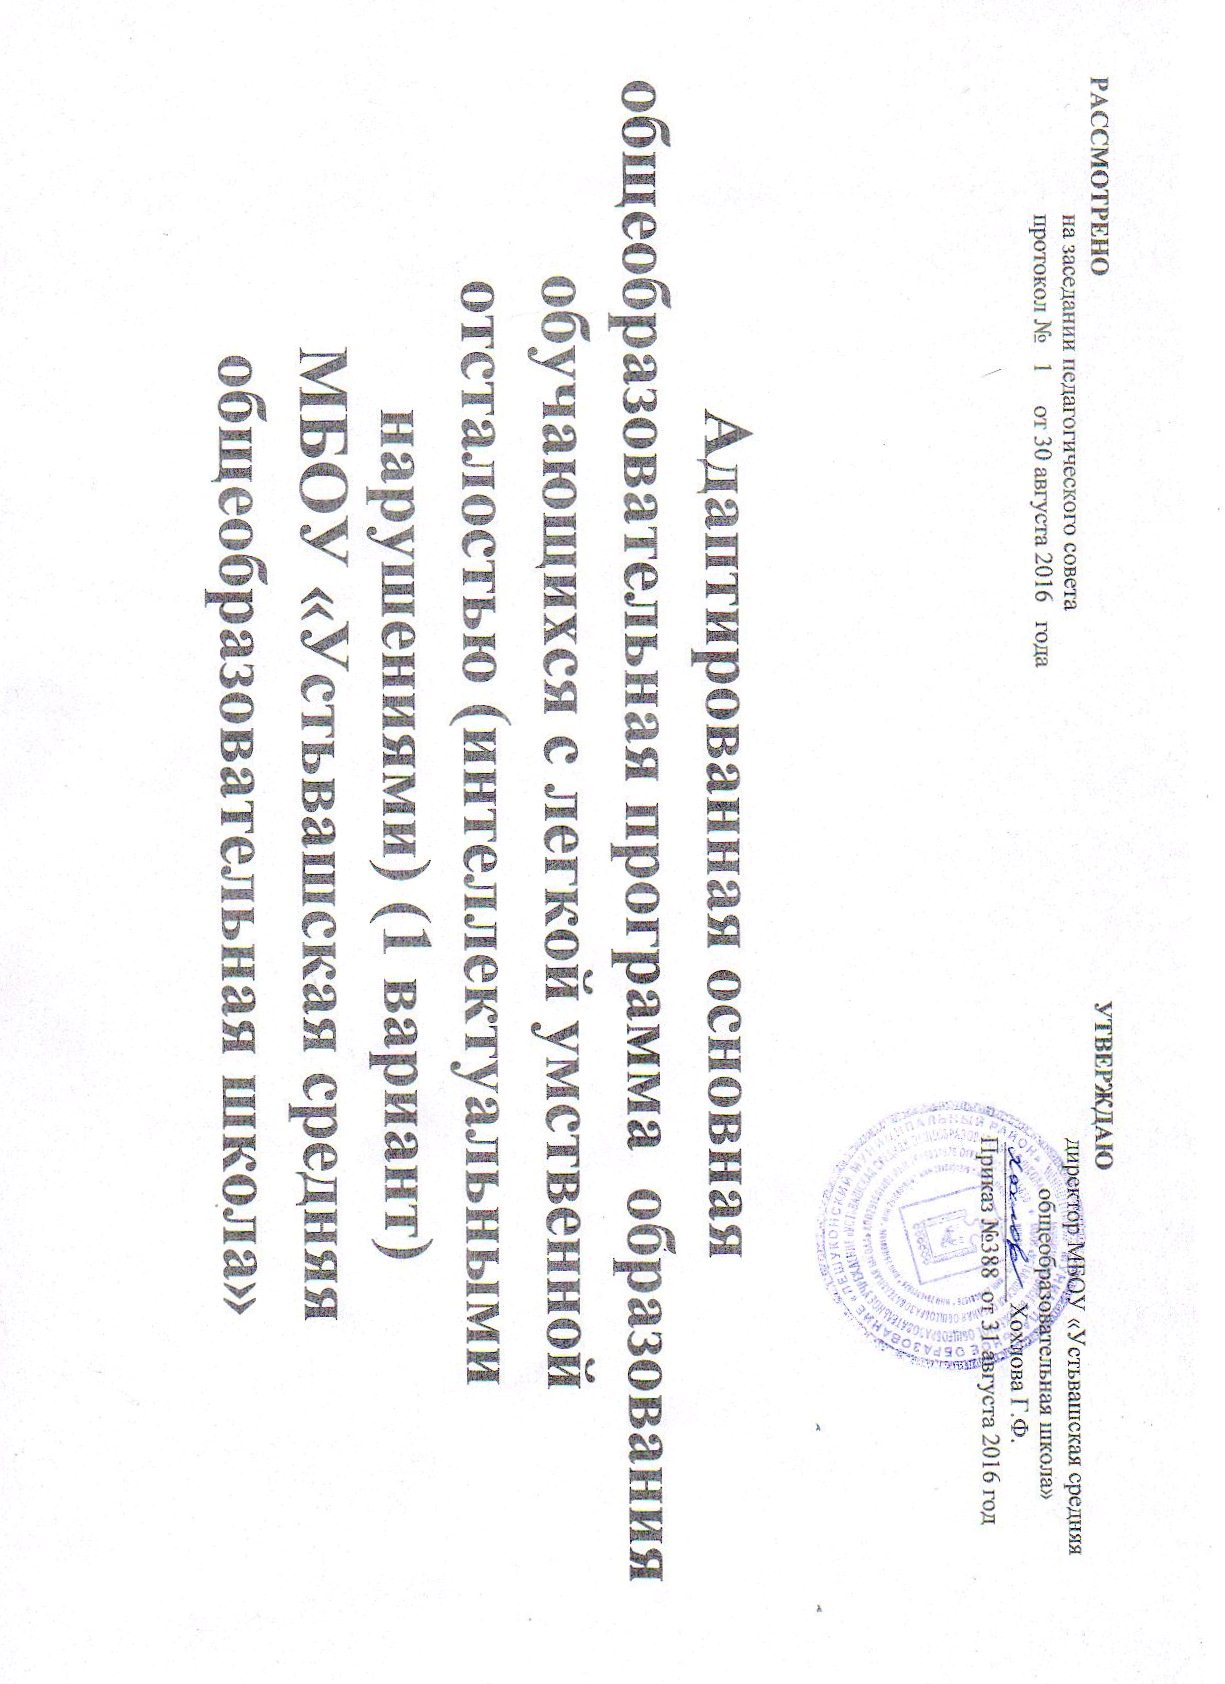 РАССМОТРЕНО
на заседании педагогического совета
протокол № 1 от 30 августа 2016 года
УТВЕРЖДАЮ
директор МБОУ «Устьвашская средняя
общеобразовательная школа»
Хохлова Г.Ф.
Приказ №388 от 31 августа 2016 год
Адаптированная основная
общеобразовательная программа образования
обучающихся с легкой умственной
отсталостью (интеллектуальными
нарушениями) (1 вариант)
МБОУ «Устьвашская средняя
общеобразовательная школа»